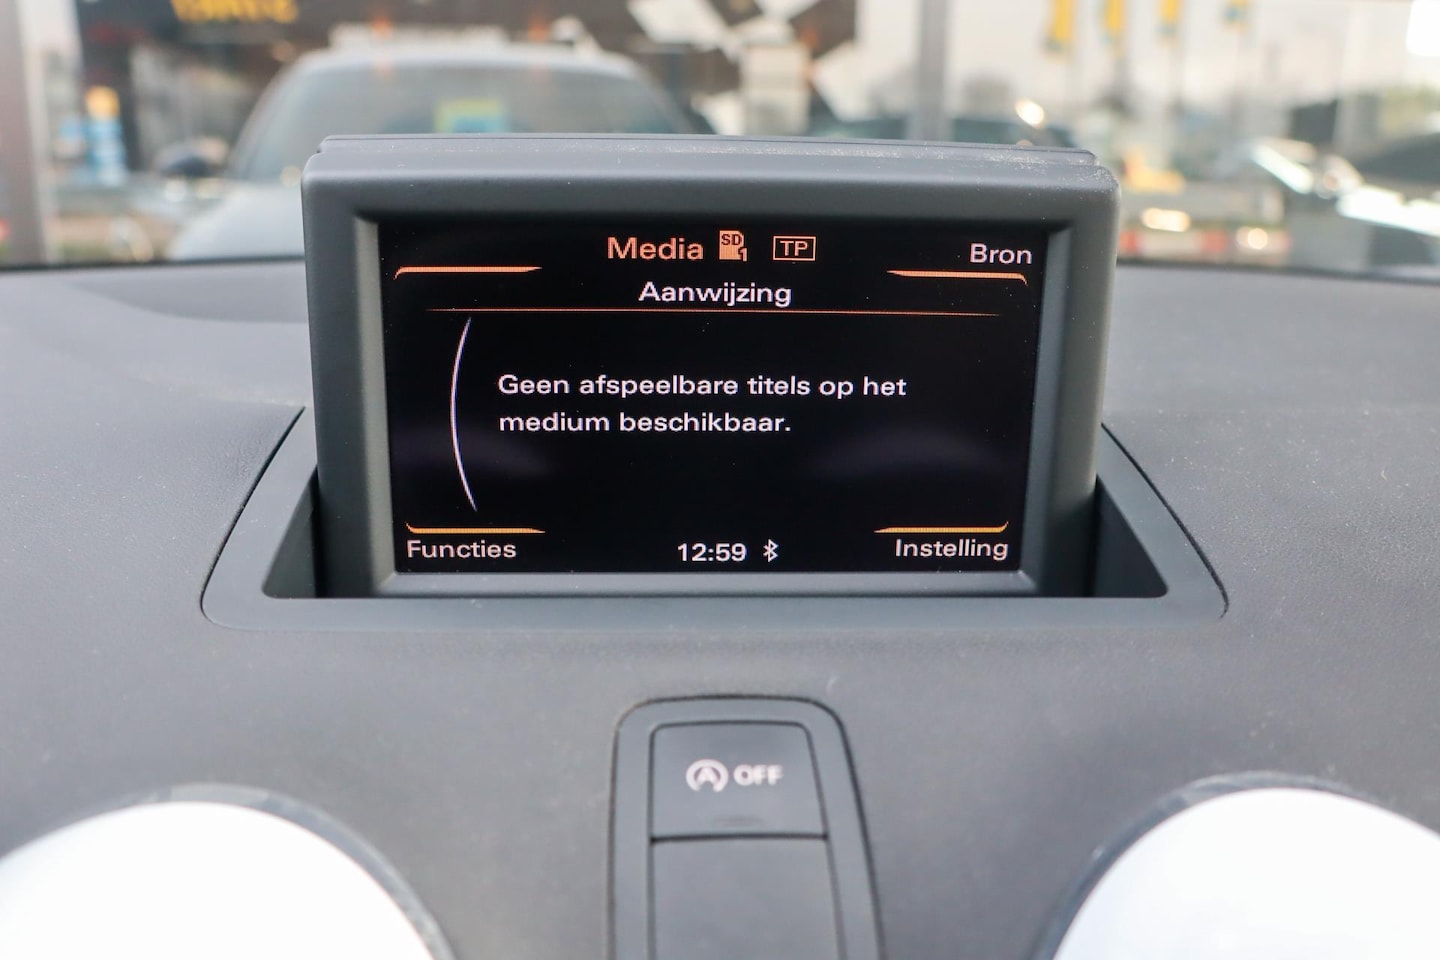 Media SD 1 TP Bron
Aanwijzing
Geen afspeelbare titels op het
medium beschikbaar.
Functies 12:59 Instelling
A OFF